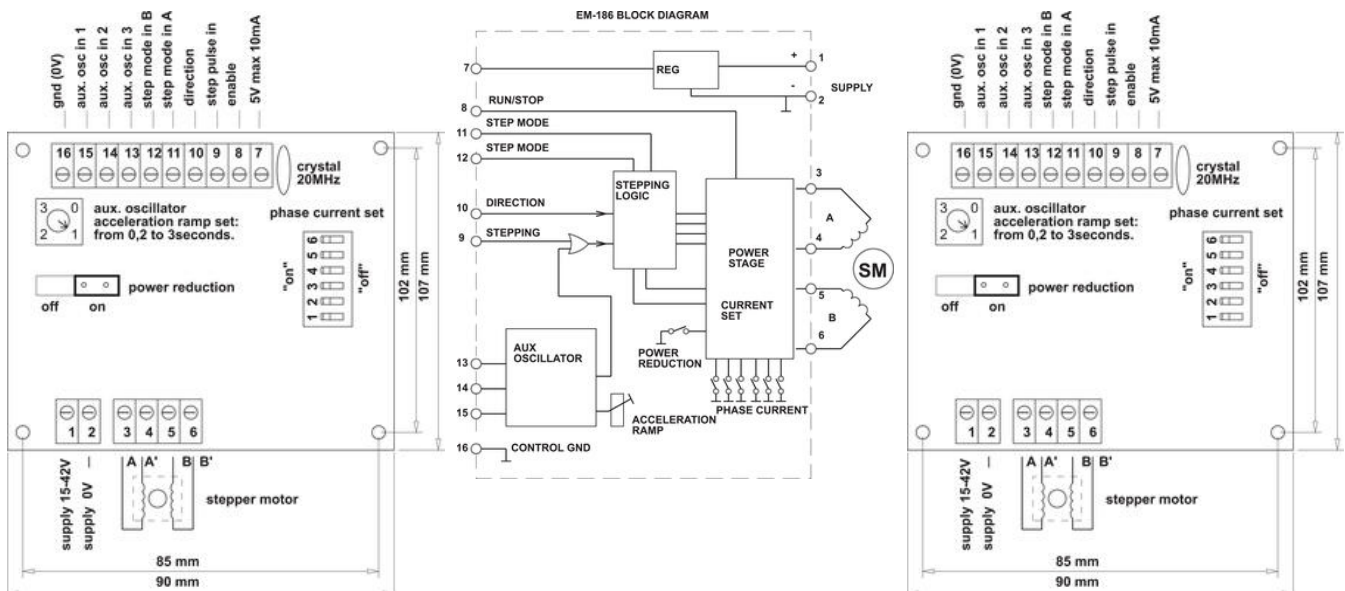 gnd (0V)
aux. osc in 1
aux. osc in 2
aux. osc in 3
step mode in B
step mode in A
direction
step pulse in
enable
5V max 10mA
16 15 14 13 12 11 10 9 8 7
crystal
20MHz
3 0
2 1
aux. oscillator
acceleration ramp set:
from 0,2 to 3seconds.
phase current set
"on"
6
5
4
3
2
1
"off"
power reduction
off on
102 mm
107 mm
1 2 3 4 5 6
A A' B B'
supply 15-42V
supply 0V —
stepper motor
85 mm
90 mm
EM-186 BLOCK DIAGRAM
7
REG
+
1
-
2
SUPPLY
8
RUN/STOP
11
STEP MODE
12
STEP MODE
10
DIRECTION
9
STEPPING
STEPPING
LOGIC
POWER
STAGE
CURRENT
SET
3
A
4
SM
5
B
6
POWER
REDUCTION
AUX
OSCILLATOR
13
14
15
ACCELERATION
RAMP
PHASE CURRENT
16
CONTROL GND
gnd (0V)
aux. osc in 1
aux. osc in 2
aux. osc in 3
step mode in B
step mode in A
direction
step pulse in
enable
5V max 10mA
16 15 14 13 12 11 10 9 8 7
crystal
20MHz
3 0
2 1
aux. oscillator
acceleration ramp set:
from 0,2 to 3seconds.
phase current set
"on"
6
5
4
3
2
1
"off"
power reduction
off on
102 mm
107 mm
1 2 3 4 5 6
A A' B B'
supply 15-42V
supply 0V —
stepper motor
85 mm
90 mm